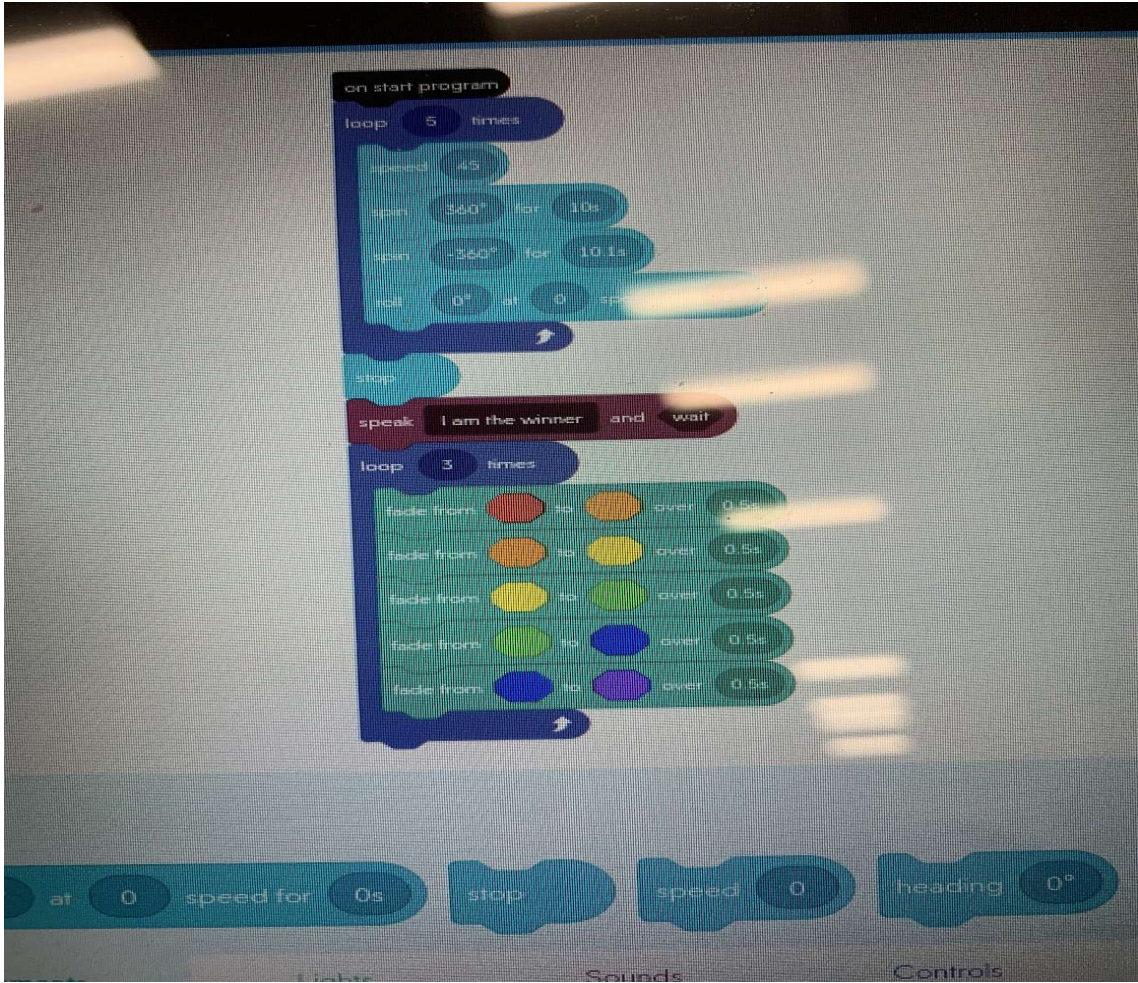 on start program
loop 5 times
speed 45
spin 360° for 10s
spin -360° for 10.1s
roll 0° at 0
stop
speak I am the winner and wait
loop 3 times
fade from to over 0.5s
fade from to over 0.5s
fade from to over 0.5s
fade from to over 0.5s
fade from to over 0.5s
at 0 speed for 0s stop speed 0 heading 0°
Lights Sounds Controls